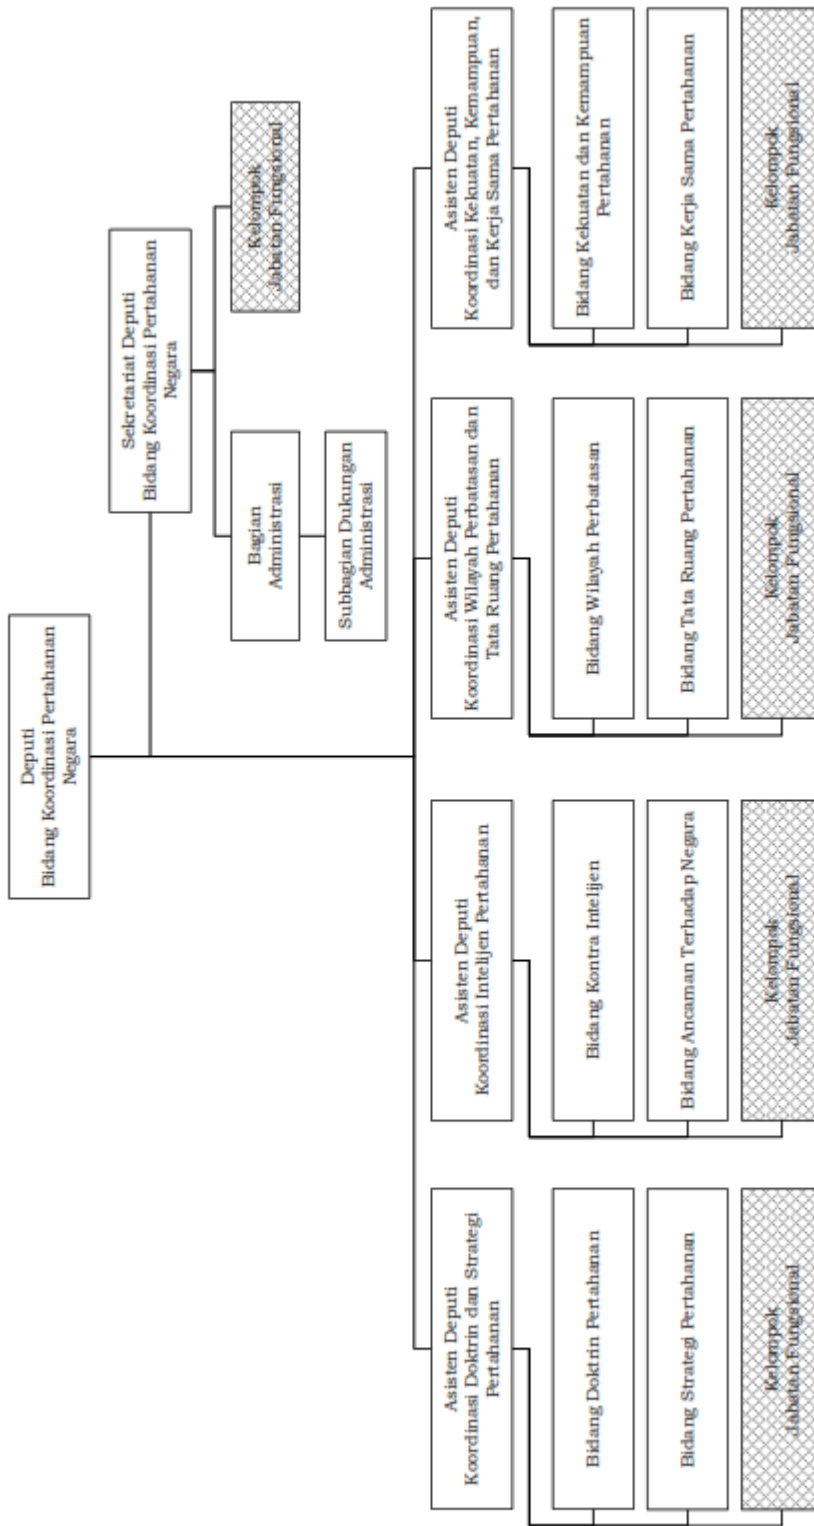 Deputi
Bidang Koordinasi Pertahanan
Negara
Sekretariat Deputi
Bidang Koordinasi Pertahanan
Negara
Bagian
Administrasi
Kelompok
Jabatan Fungsional
Subbagian Dukungan
Administrasi
Asisten Deputi
Koordinasi Doktrin dan Strategi
Pertahanan
Bidang Doktrin Pertahanan
Bidang Strategi Pertahanan
Kelompok
Jabatan Fungsional
Asisten Deputi
Koordinasi Intelijen Pertahanan
Bidang Kontra Intelijen
Bidang Ancaman Terhadap Negara
Kelompok
Jabatan Fungsional
Asisten Deputi
Koordinasi Wilayah Perbatasan dan
Tata Ruang Pertahanan
Bidang Wilayah Perbatasan
Bidang Tata Ruang Pertahanan
Kelompok
Jabatan Fungsional
Asisten Deputi
Koordinasi Kekuatan, Kemampuan,
dan Kerja Sama Pertahanan
Bidang Kekuatan dan Kemampuan
Pertahanan
Bidang Kerja Sama Pertahanan
Kelompok
Jabatan Fungsional